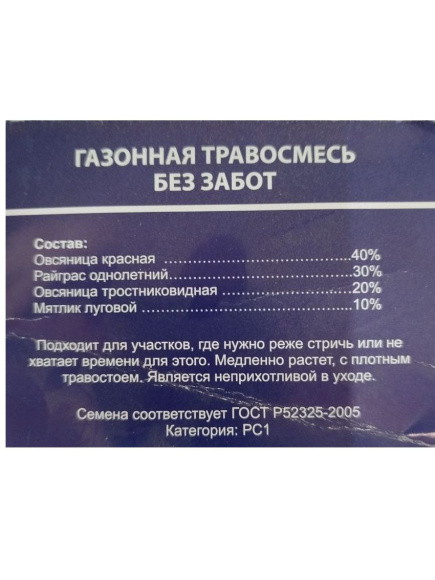 ГАЗОННАЯ ТРАВОСМЕСЬ
БЕЗ ЗАБОТ
Состав:
Овсяница красная ...........................................40%
Райграс однолетний..........................................30%
Овсяница тростниковидная ............................20%
Мятлик луговой ................................................10%
Подходит для участков, где нужно реже стричь или не
хватает времени для этого. Медленно растет, с плотным
травостоем. Является неприхотливой в уходе.
Семена соответствует ГОСТ Р52325-2005
Категория: РС1